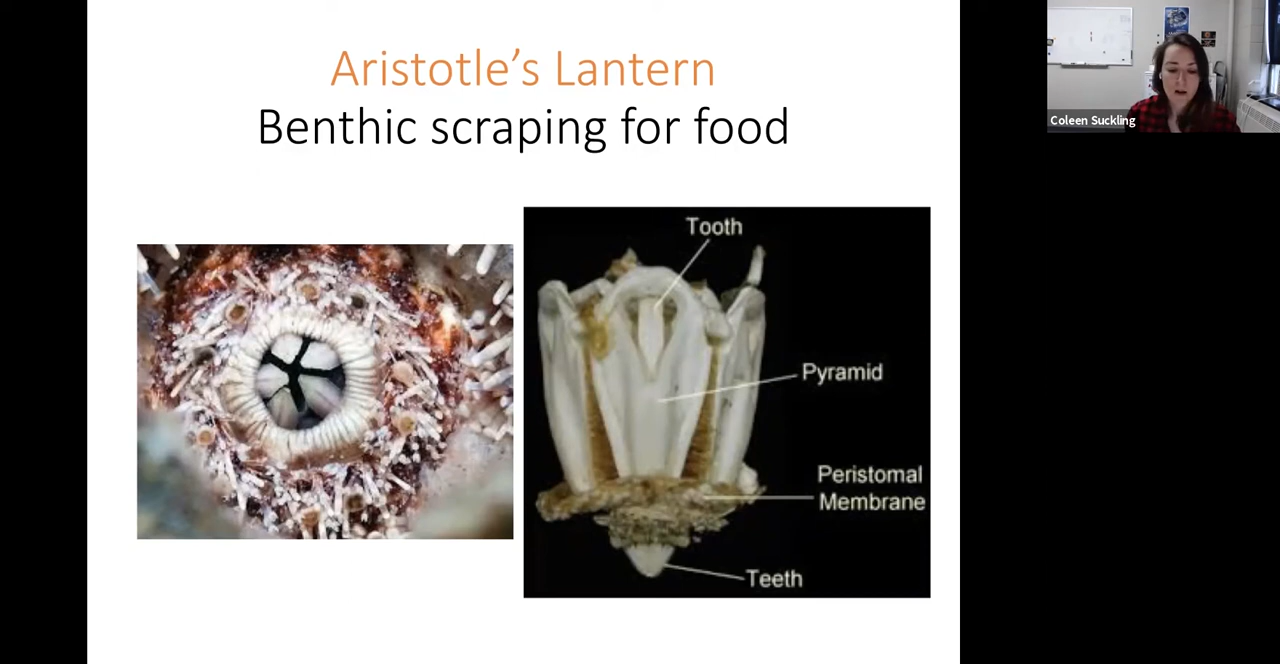 Aristotle’s Lantern
Benthic scraping for food
Coleen Suckling
Tooth
Pyramid
Peristomal
Membrane
Teeth